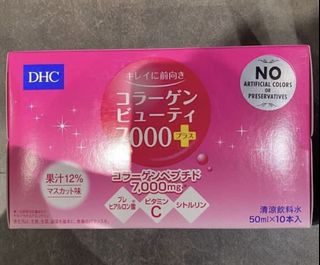 DHC
キレイに前向き
コラーゲン
ビューティ
7000
プラス
NO
ARTIFICIAL COLORS
OR
PRESERVATIVES
果汁12%
マスカット味
コラーゲンペプチド
7,000mg
プレ
ヒアルロン酸
ビタミン
C
シトルリン
清涼飲料水
50ml×10本入